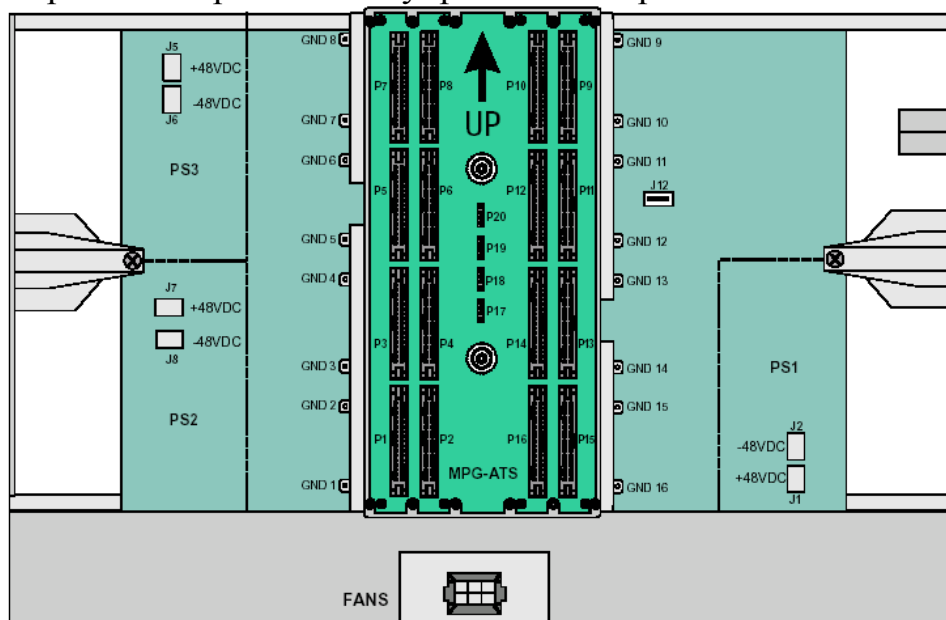 GND 8
GND 9
J5
+48VDC
-48VDC
J6
P7
P8
P10
P9
UP
GND 7
GND 10
GND 6
GND 11
PS3
P5
P6
P12
P11
J12
P20
GND 5
P19
GND 12
GND 4
P18
GND 13
J7
+48VDC
P17
-48VDC
J8
P3
P4
P14
P13
GND 3
GND 14
PS1
GND 2
GND 15
PS2
J2
P1
P2
P16
P15
-48VDC
MPG-ATS
+48VDC
GND 1
GND 16
J1
FANS